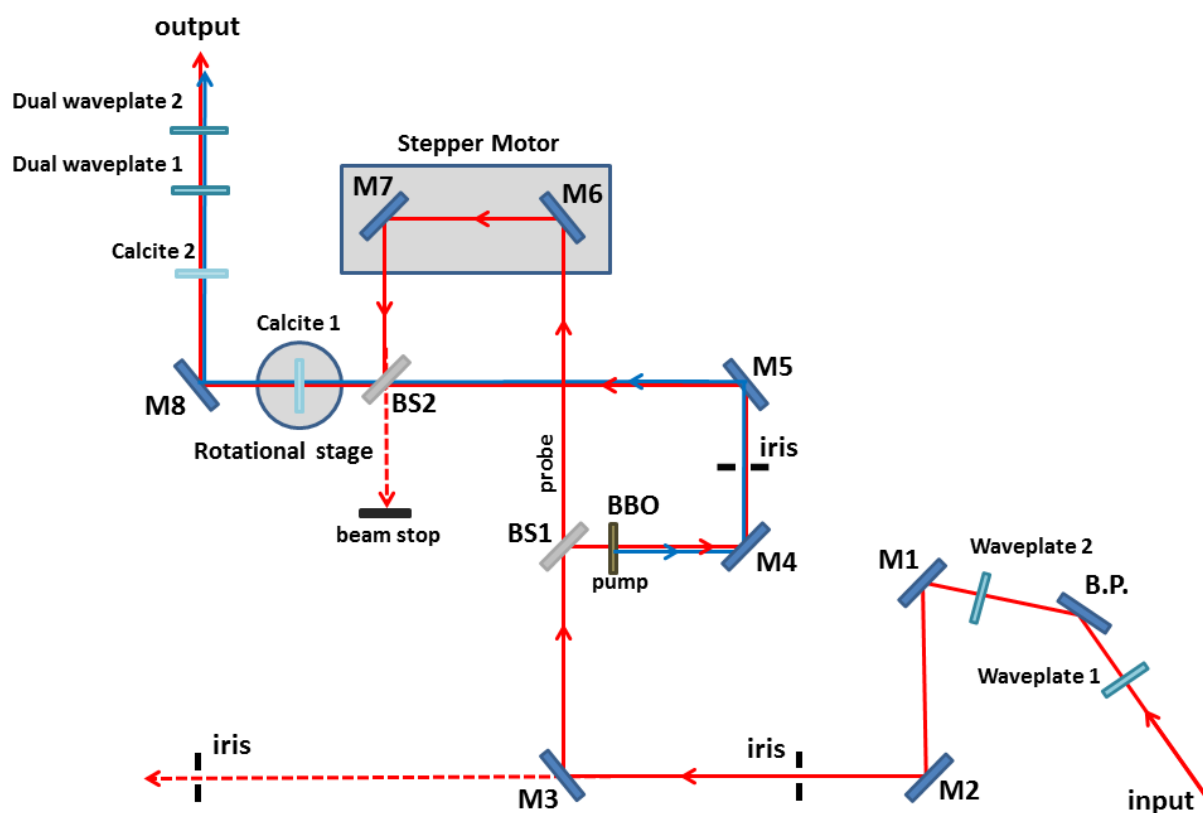 output
Dual waveplate 2
Dual waveplate 1
Calcite 2
Stepper Motor
M7
M6
Calcite 1
M8
BS2
M5
Rotational stage
iris
probe
beam stop
BS1
BBO
pump
M4
M1
Waveplate 2
B.P.
Waveplate 1
iris
iris
M3
M2
input